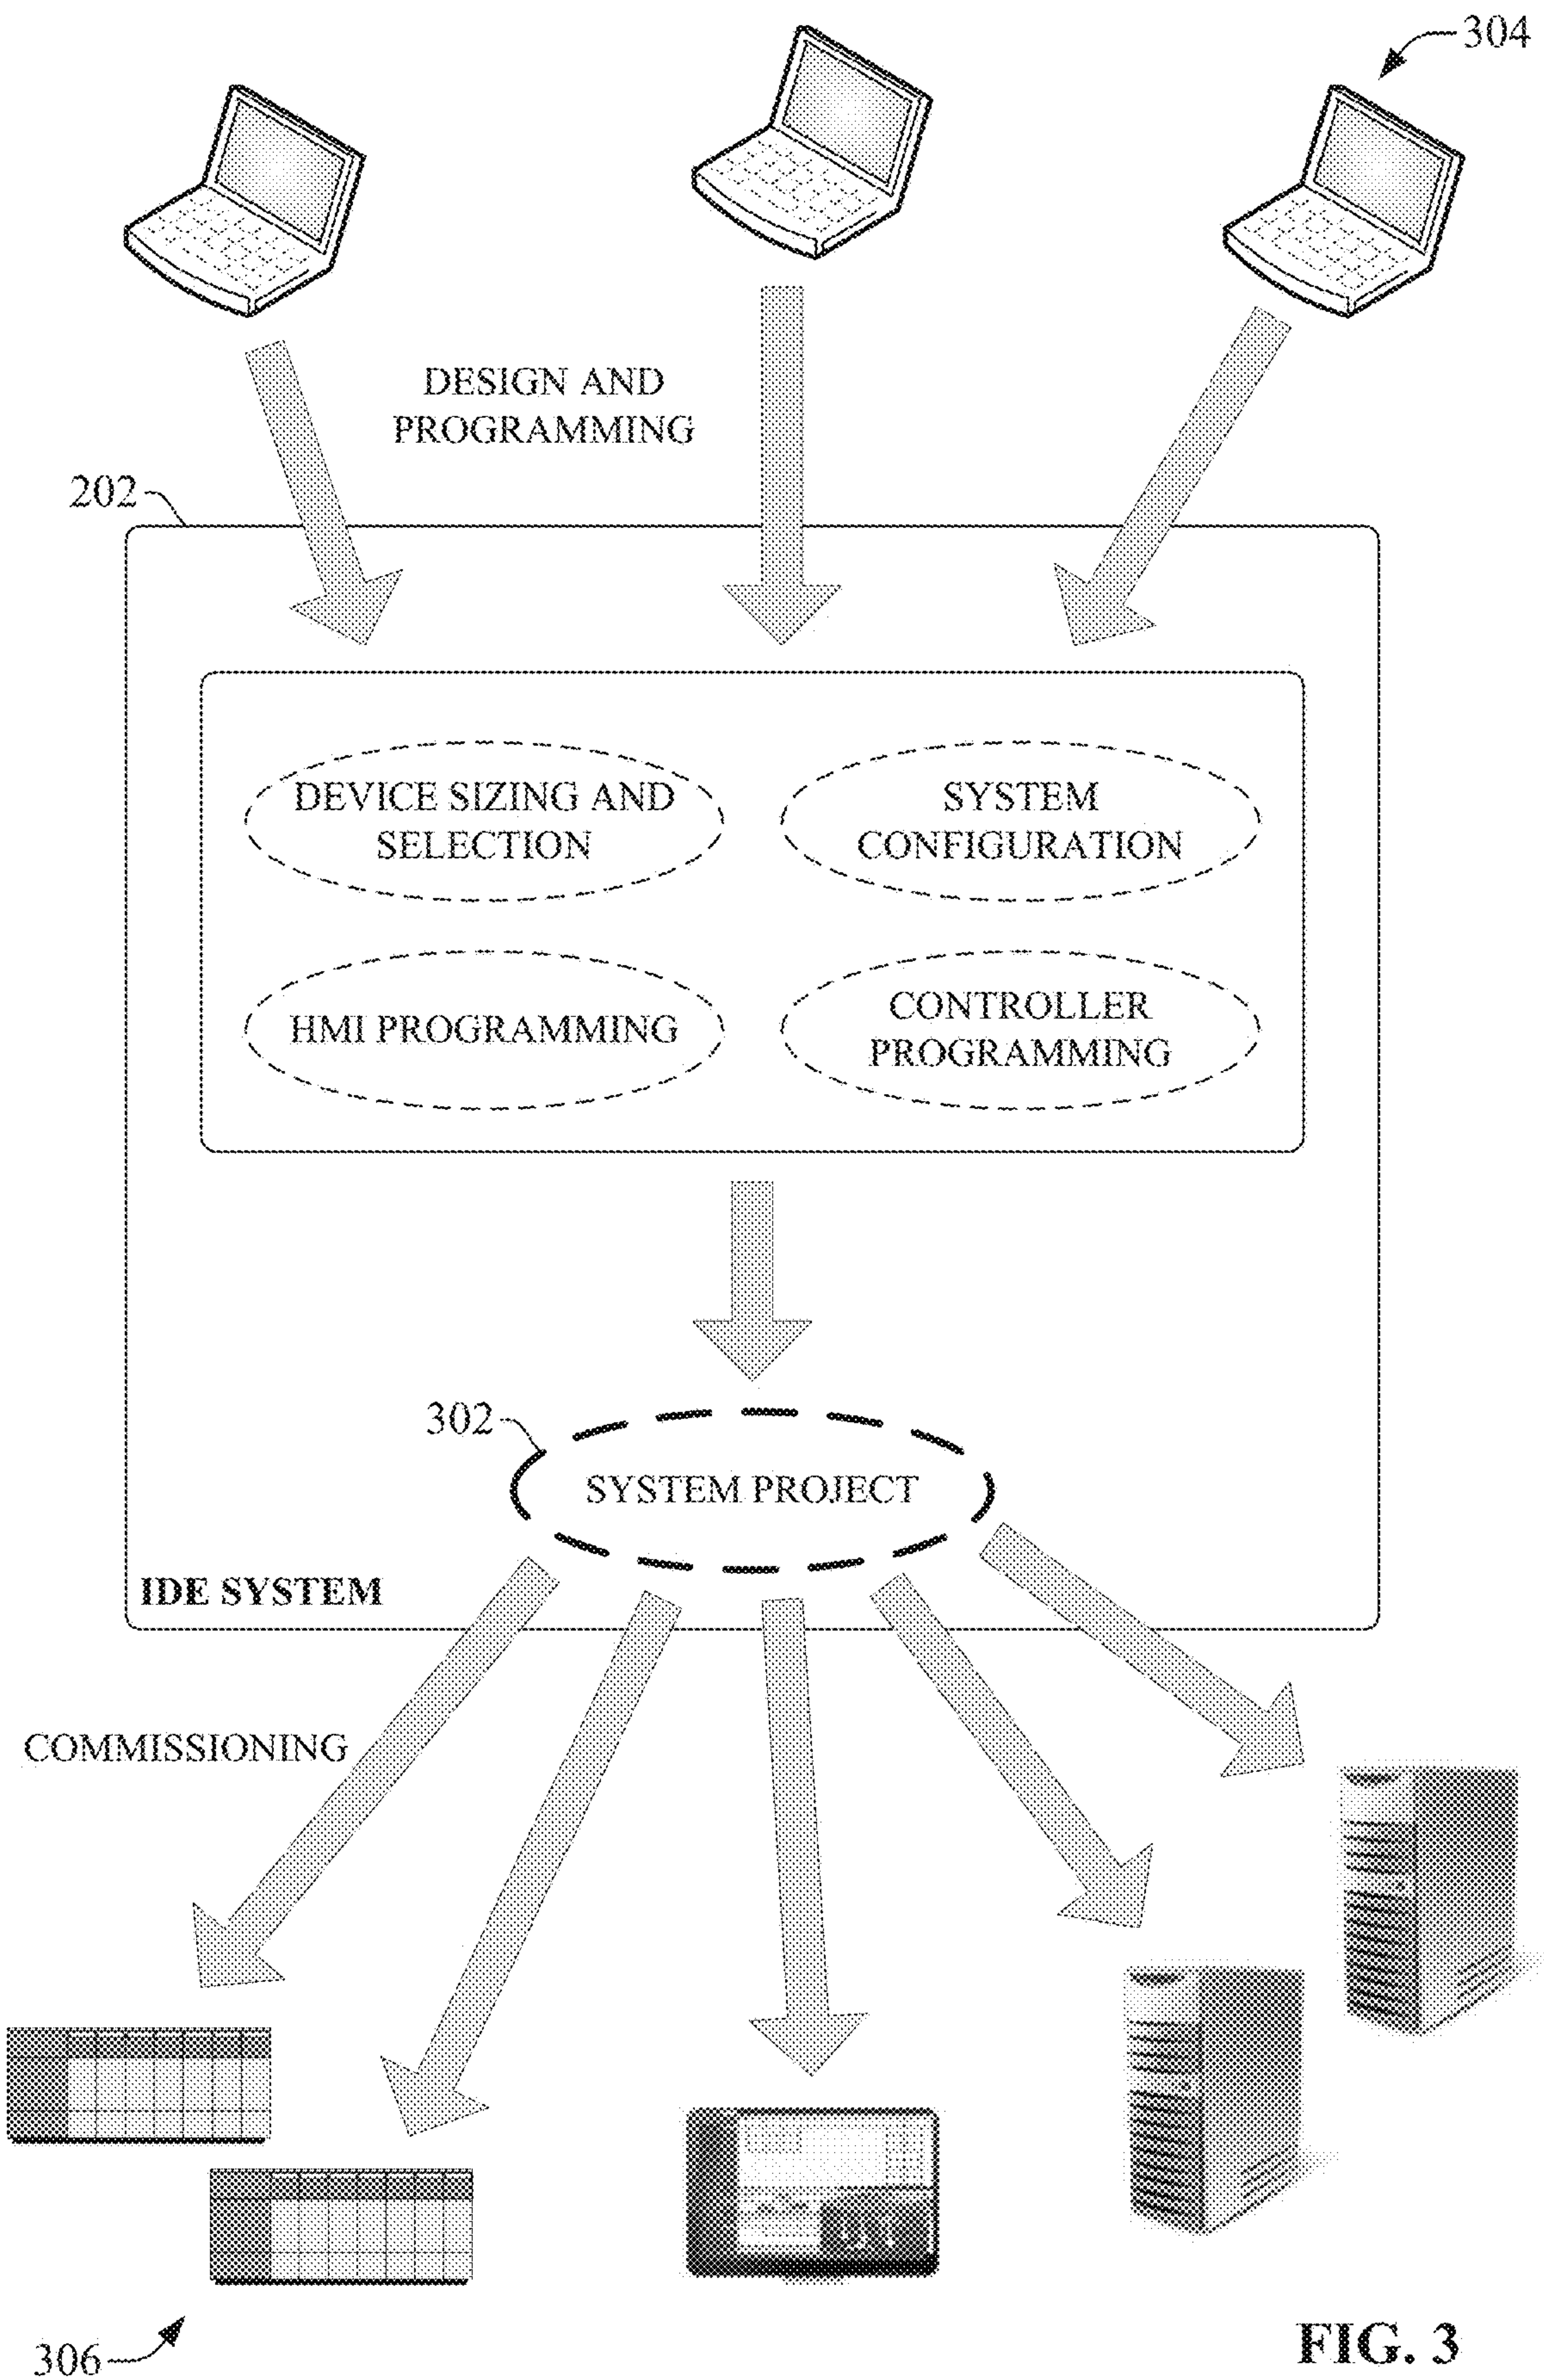 304
DESIGN AND
PROGRAMMING
202
DEVICE SIZING AND
SELECTION
SYSTEM
CONFIGURATION
HMI PROGRAMMING
CONTROLLER
PROGRAMMING
302
SYSTEM PROJECT
IDE SYSTEM
COMMISSIONING
306
FIG. 3